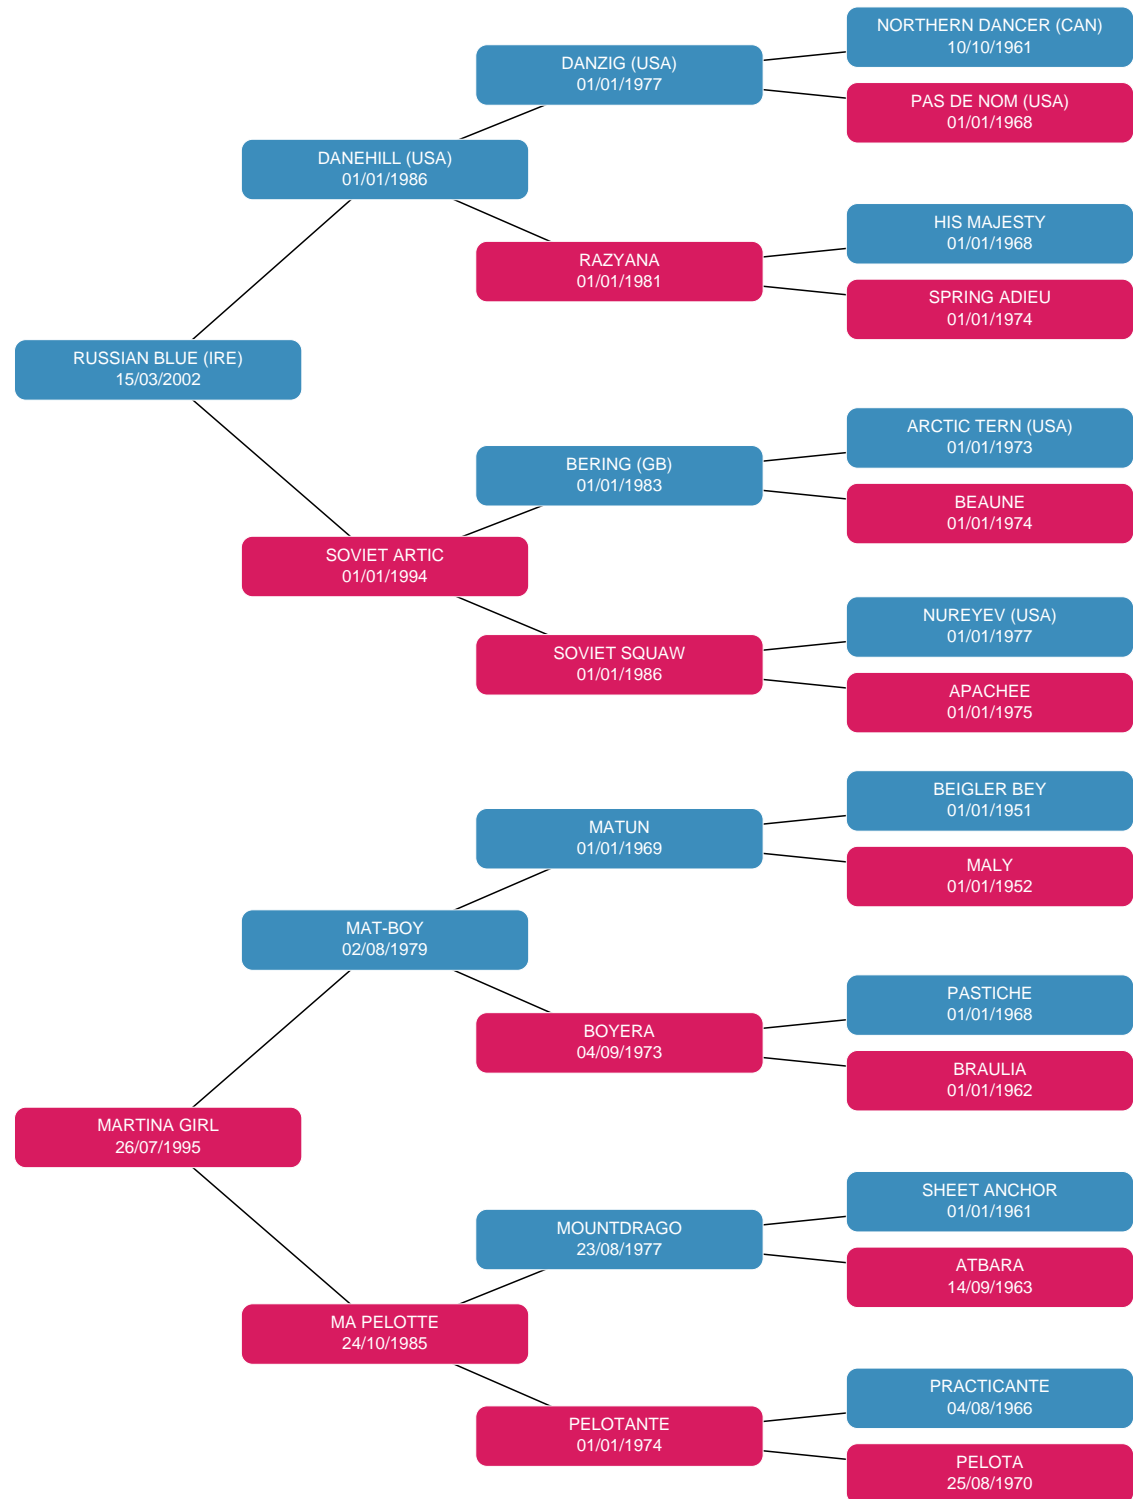 NORTHERN DANCER (CAN)
10/10/1961
DANZIG (USA)
01/01/1977
PAS DE NOM (USA)
01/01/1968
DANEHILL (USA)
01/01/1986
HIS MAJESTY
01/01/1968
RAZYANA
01/01/1981
SPRING ADIEU
01/01/1974
RUSSIAN BLUE (IRE)
15/03/2002
ARCTIC TERN (USA)
01/01/1973
BERING (GB)
01/01/1983
BEAUNE
01/01/1974
SOVIET ARTIC
01/01/1994
NUREYEV (USA)
01/01/1977
SOVIET SQUAW
01/01/1986
APACHEE
01/01/1975
BEIGLER BEY
01/01/1951
MATUN
01/01/1969
MALY
01/01/1952
MAT-BOY
02/08/1979
PASTICHE
01/01/1968
BOYERA
04/09/1973
BRAULIA
01/01/1962
MARTINA GIRL
26/07/1995
SHEET ANCHOR
01/01/1961
MOUNTDRAGO
23/08/1977
ATBARA
14/09/1963
MA PELOTTE
24/10/1985
PRACTICANTE
04/08/1966
PELOTANTE
01/01/1974
PELOTA
25/08/1970